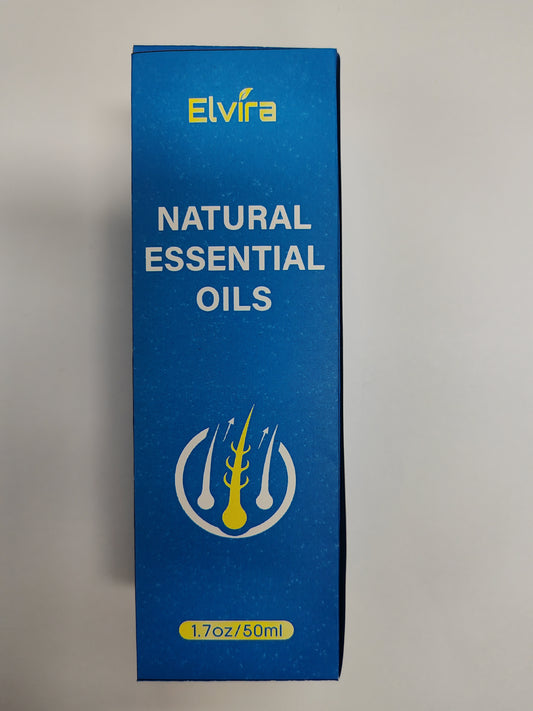 Elvira
NATURAL
ESSENTIAL
OILS
1.7oz/50ml